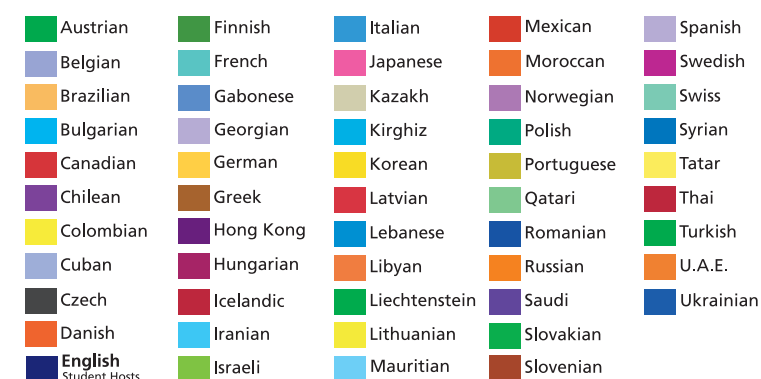 Austrian
Belgian
Brazilian
Bulgarian
Canadian
Chilean
Colombian
Cuban
Czech
Danish
English
Student Hosts
Finnish
French
Gabonese
Georgian
German
Greek
Hong Kong
Hungarian
Icelandic
Iranian
Israeli
Italian
Japanese
Kazakh
Kirghiz
Korean
Latvian
Lebanese
Libyan
Liechtenstein
Lithuanian
Mauritian
Mexican
Moroccan
Norwegian
Polish
Portuguese
Qatari
Romanian
Russian
Saudi
Slovakian
Slovenian
Spanish
Swedish
Swiss
Syrian
Tatar
Thai
Turkish
U.A.E.
Ukrainian